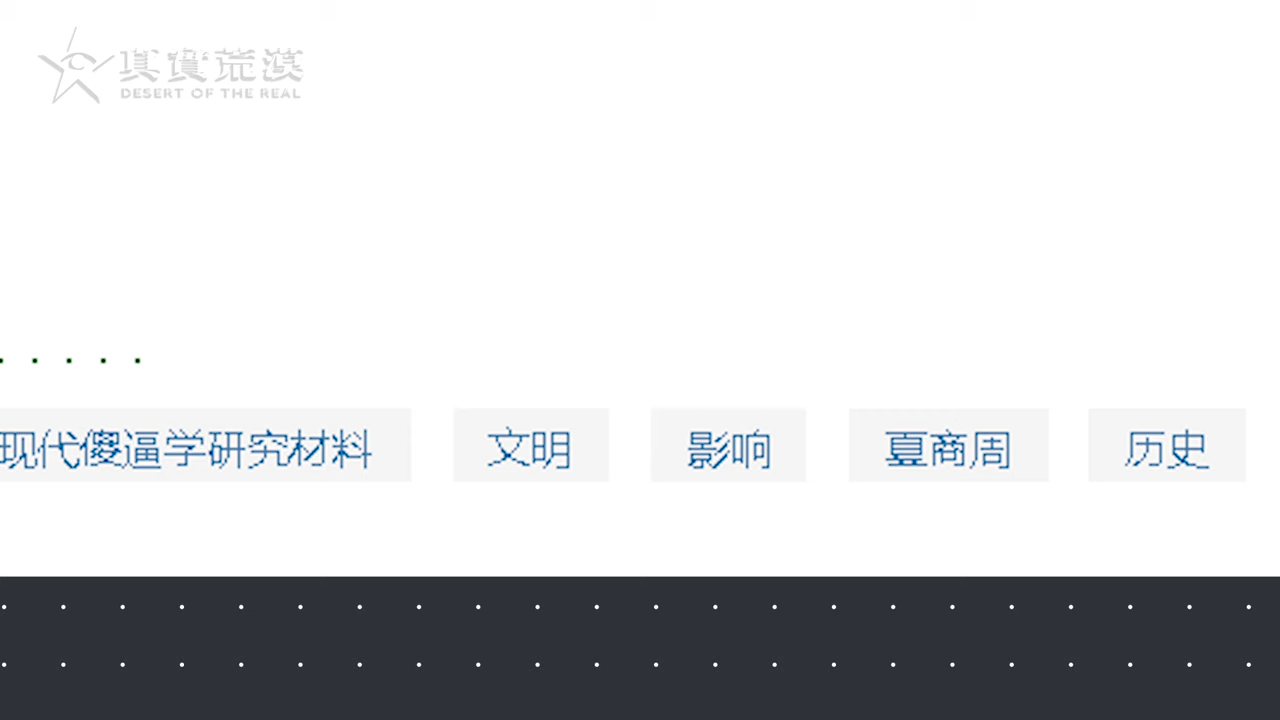 真實荒漠
DESERT OF THE REAL
现代傻逼学研究材料 文明 影响 夏商周 历史